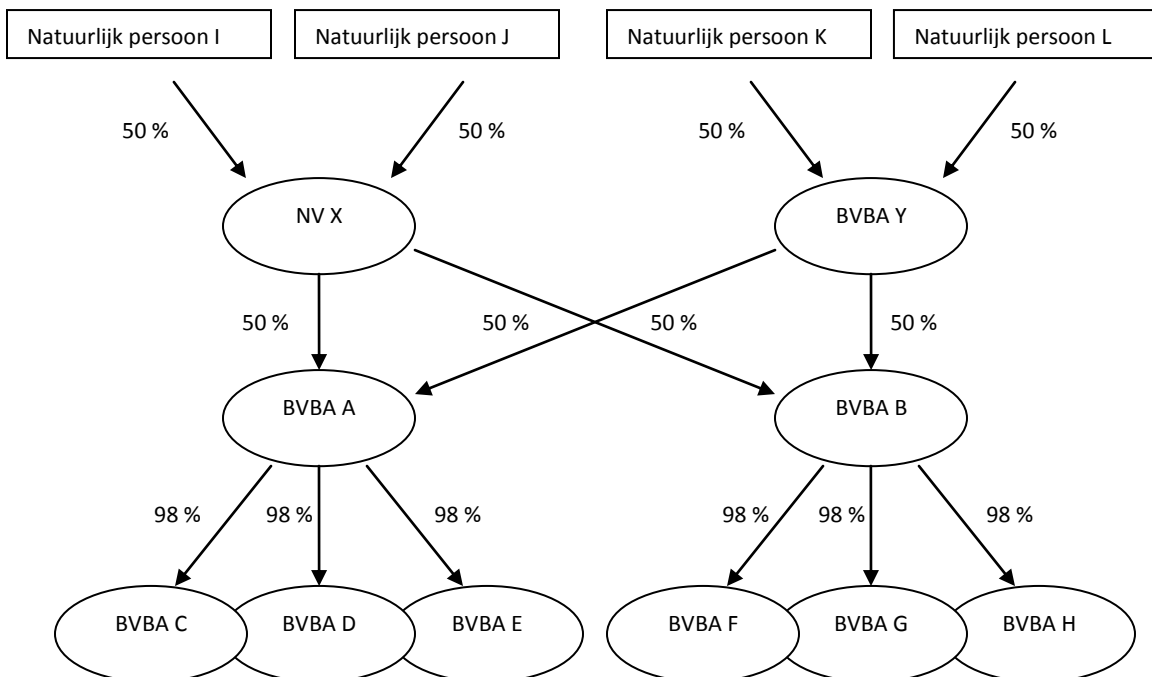 Natuurlijk persoon I
Natuurlijk persoon J
Natuurlijk persoon K
Natuurlijk persoon L
50 %
50 %
50 %
50 %
NV X
BVBA Y
50 %
50 %
50 %
50 %
BVBA A
BVBA B
98 %
98 %
98 %
98 %
98 %
98 %
BVBA C
BVBA D
BVBA E
BVBA F
BVBA G
BVBA H